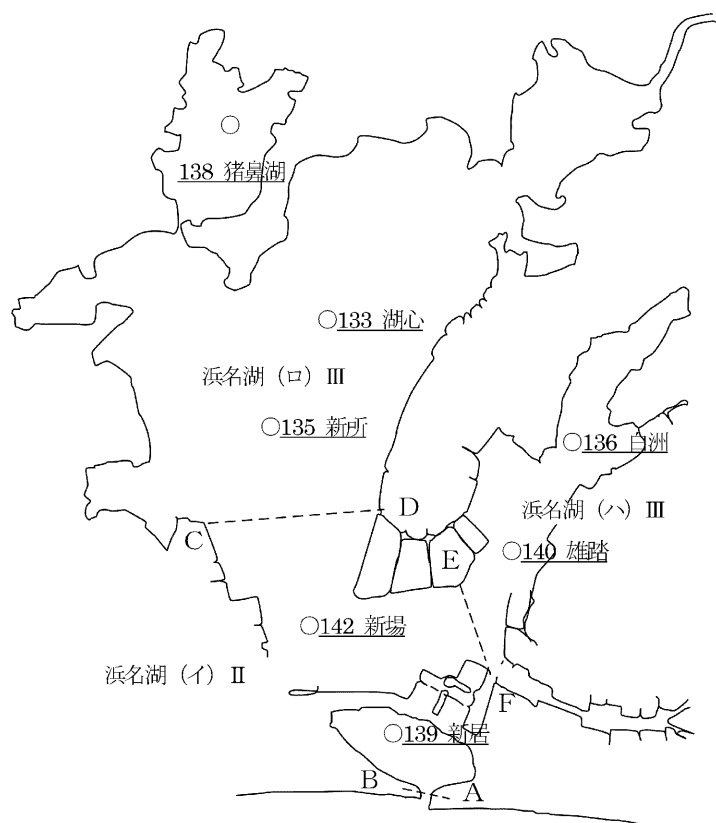 138 猪鼻湖
133 湖心
浜名湖（ロ）Ⅲ
135 新所
136 白洲
D
浜名湖（ハ）Ⅲ
C
E
140 雄踏
142 新場
浜名湖（イ）Ⅱ
F
139 新居
B
A